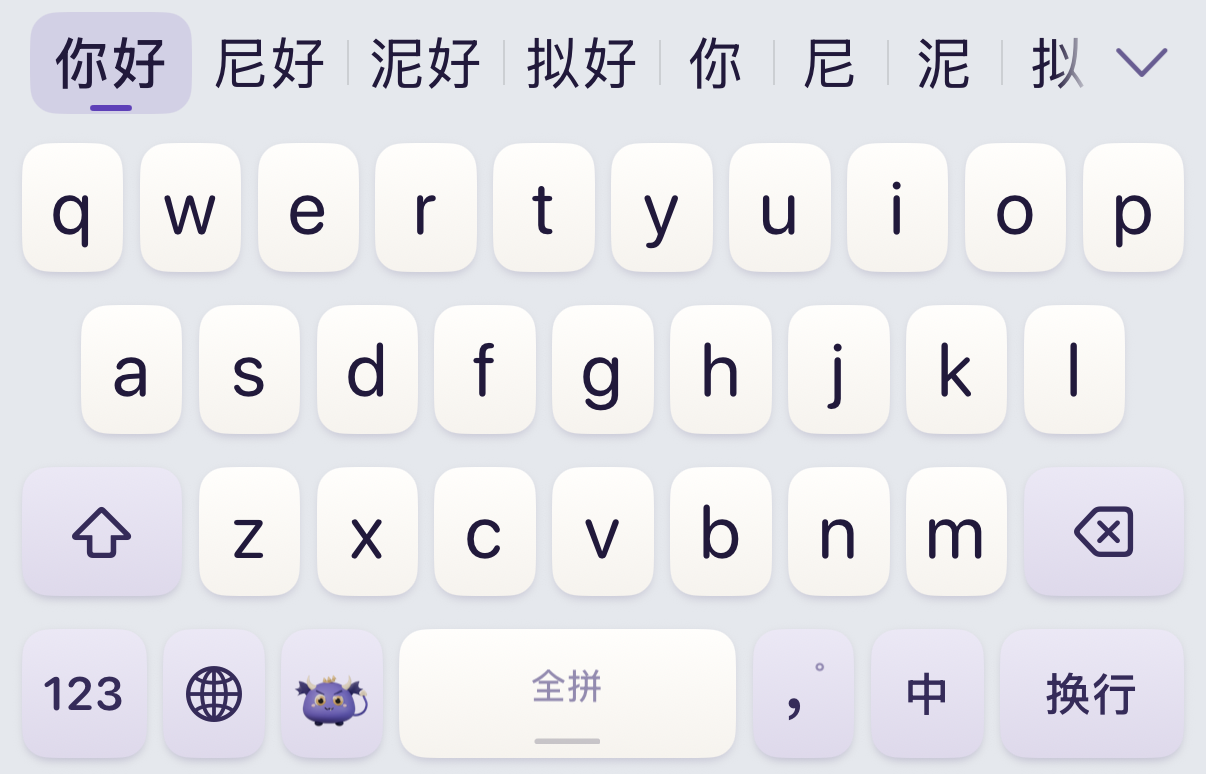 你好 尼好 泥好 拟好 你 尼 泥 拟
q w e r t y u i o p
a s d f g h j k l
z x c v b n m
123 全拼 ，。 中 换行